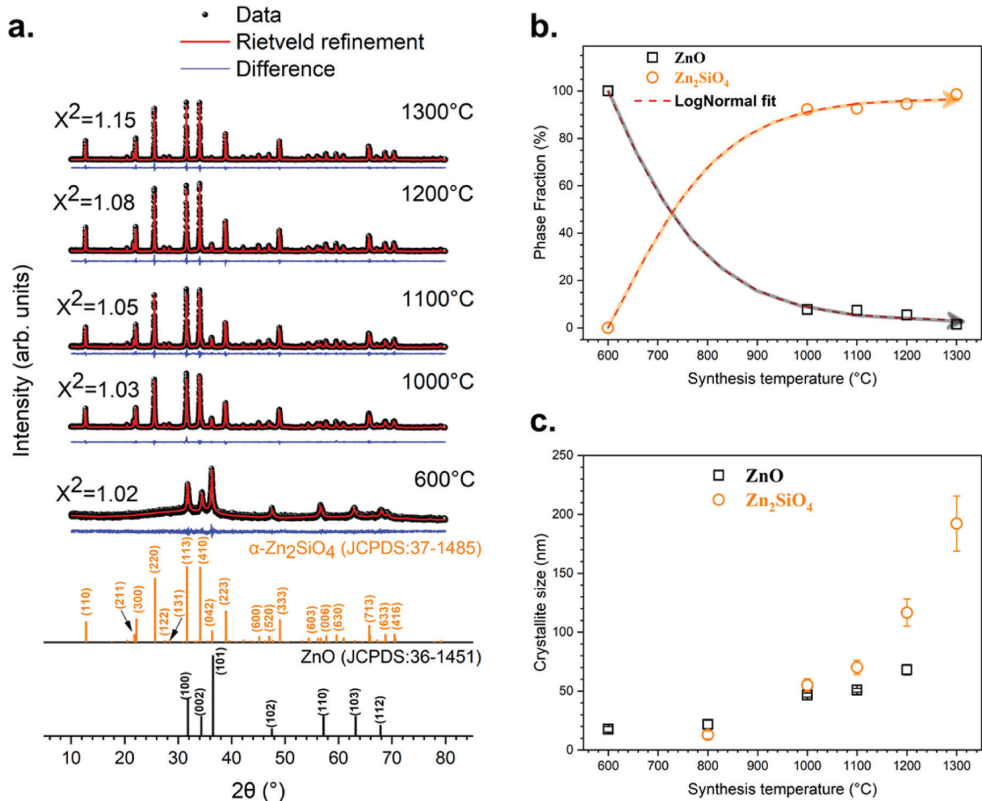 a.
Data
Rietveld refinement
Difference
X2=1.15
1300°C
X2=1.08
1200°C
X2=1.05
1100°C
X2=1.03
1000°C
X2=1.02
600°C
α-Zn2SiO4 (JCPDS:37-1485)
(110)
(211)
(300)
(220)
(122)
(131)
(113)
(410)
(042)
(223)
(600)
(520)
(333)
(603)
(006)
(630)
(713)
(633)
(416)
ZnO (JCPDS:36-1451)
(100)
(002)
(101)
(102)
(110)
(103)
(112)
10 20 30 40 50 60 70 80
2θ (°)
Intensity (arb. units)
b.
ZnO
Zn2SiO4
LogNormal fit
100
80
60
40
20
0
Phase Fraction (%)
600 700 800 900 1000 1100 1200 1300
Synthesis temperature (°C)
c.
ZnO
Zn2SiO4
250
200
150
100
50
0
Crystallite size (nm)
600 700 800 900 1000 1100 1200 1300
Synthesis temperature (°C)